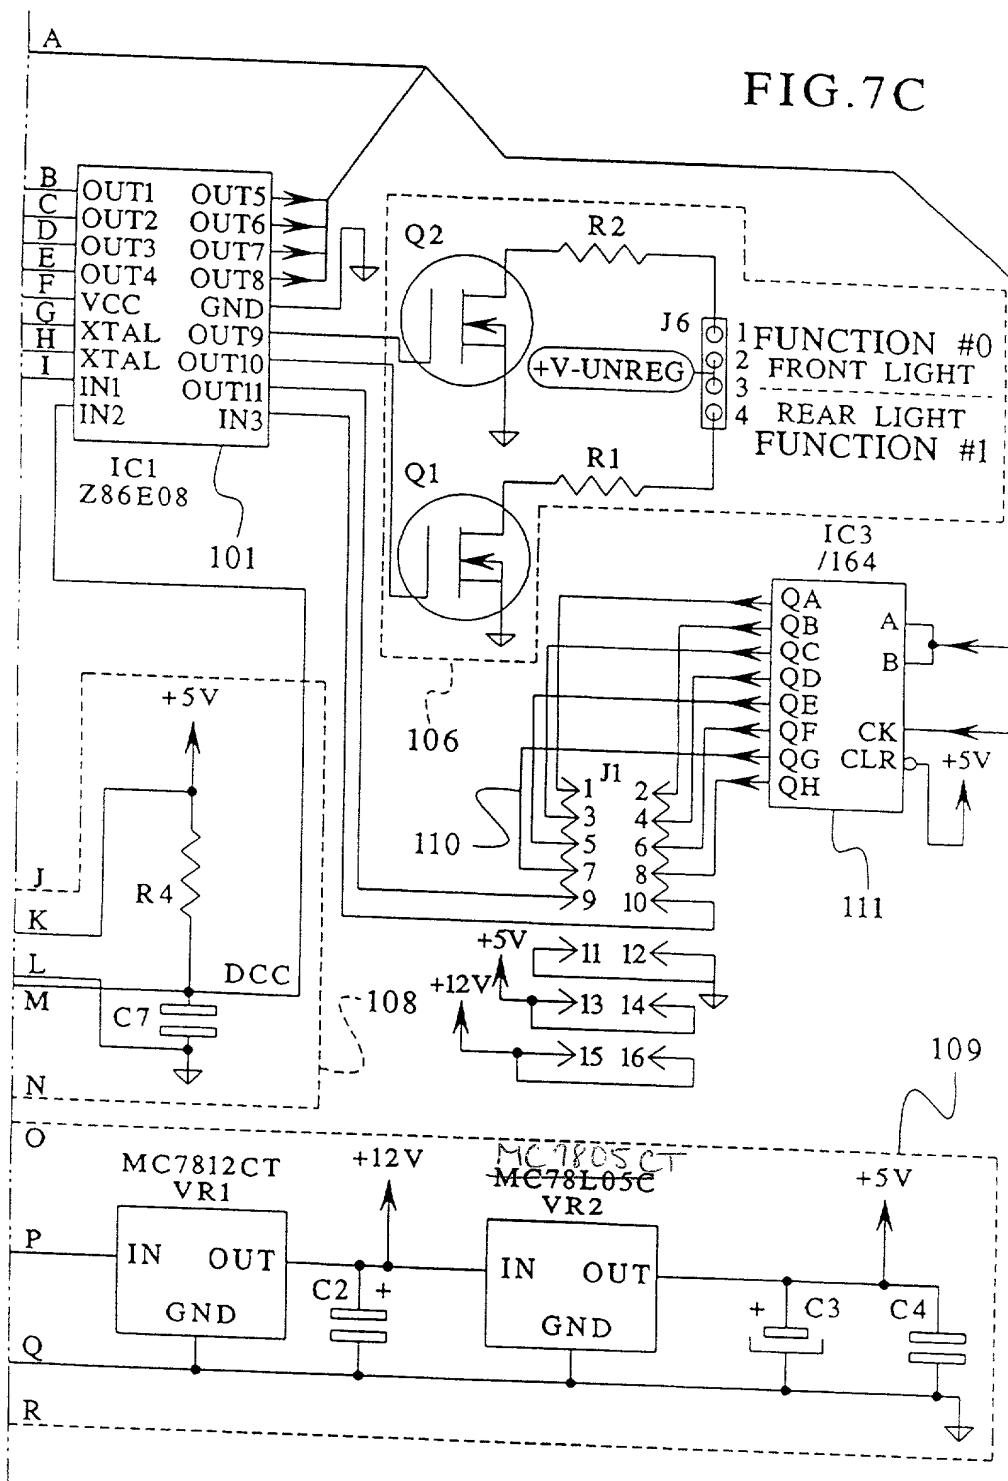 A
FIG.7C
B
C
D
E
F
G
H
I
OUT1 OUT5
OUT2 OUT6
OUT3 OUT7
OUT4 OUT8
VCC GND
XTAL OUT9
XTAL OUT10
IN1 OUT11
IN2 IN3
IC1
Z86E08
101
Q2
R2
J6
1 FUNCTION #0
2 FRONT LIGHT
+V-UNREG
3
4 REAR LIGHT
FUNCTION #1
Q1
R1
106
IC3
/164
QA
QB A
QC B
QD
QE
QF CK
QG CLR
QH
+5V
111
110
J1
1 2
3 4
5 6
7 8
9 10
11 12
13 14
15 16
+5V
+12V
+5V
J
R4
K
L
DCC
M
C7
108
N
109
O
MC7812CT
VR1
+12V
MC7805CT
MC78L05C
VR2
+5V
P
IN OUT
GND
C2 +
IN OUT
GND
+ C3
C4
Q
R